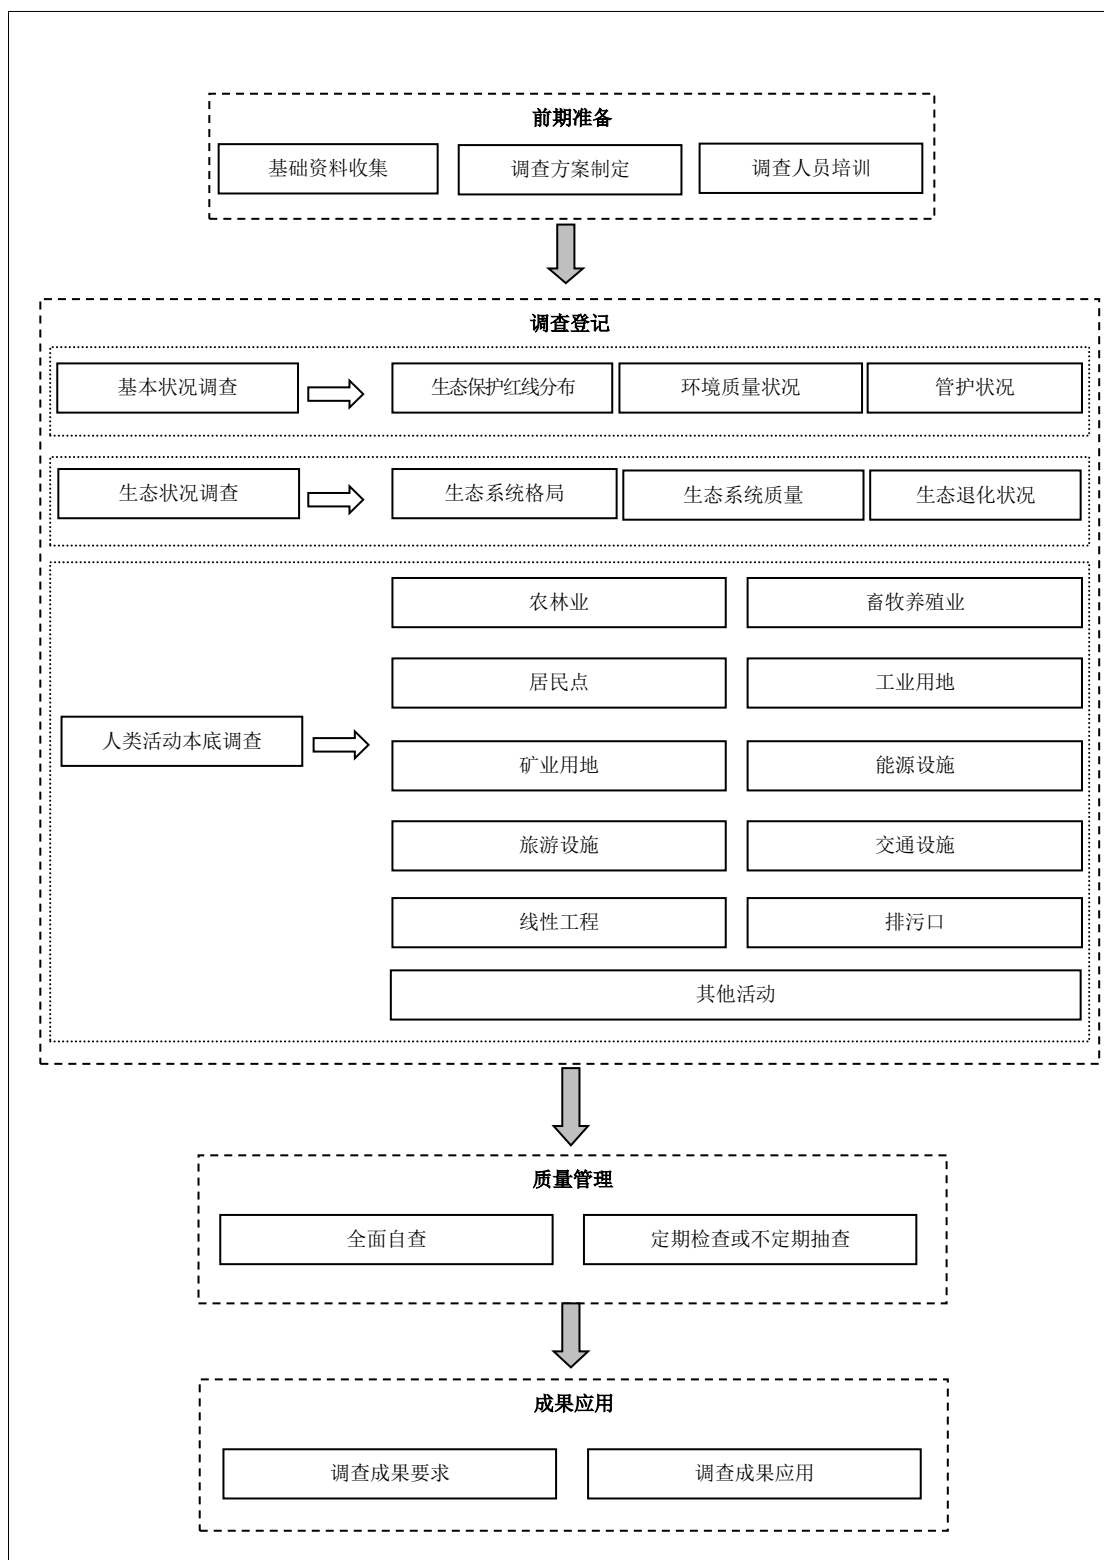 前期准备
基础资料收集
调查方案制定
调查人员培训
调查登记
基本状况调查
生态保护红线分布
环境质量状况
管护状况
生态状况调查
生态系统格局
生态系统质量
生态退化状况
人类活动本底调查
农林业
畜牧养殖业
居民点
工业用地
矿业用地
能源设施
旅游设施
交通设施
线性工程
排污口
其他活动
质量管理
全面自查
定期检查或不定期抽查
成果应用
调查成果要求
调查成果应用